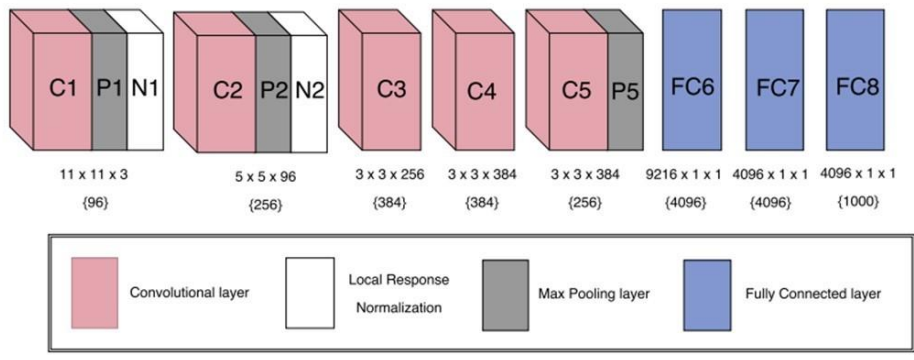 C1 P1 N1 C2 P2 N2 C3 C4 C5 P5 FC6 FC7 FC8
11 x 11 x 3 5 x 5 x 96 3 x 3 x 256 3 x 3 x 384 3 x 3 x 384 9216 x 1 x 1 4096 x 1 x 1 4096 x 1 x 1
{96} {256} {384} {384} {256} {4096} {4096} {1000}
Convolutional layer
Local Response
Normalization
Max Pooling layer
Fully Connected layer